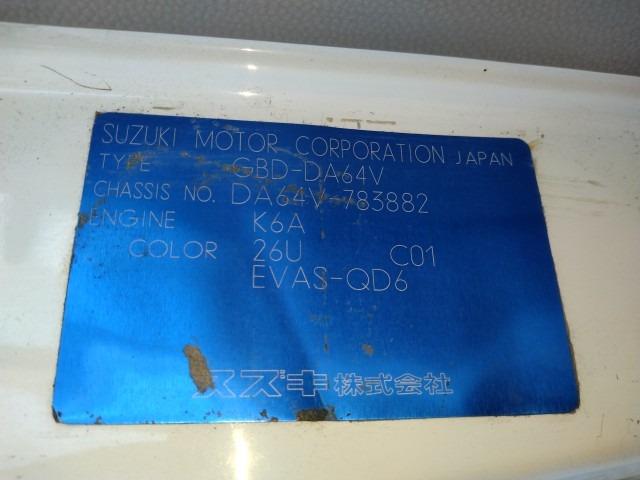 SUZUKI MOTOR CORPORATION JAPAN
TYPE GBD-DA64V
CHASSIS NO. DA64V-783882
ENGINE K6A
COLOR 26U C01
EVAS-QD6
スズキ株式会社